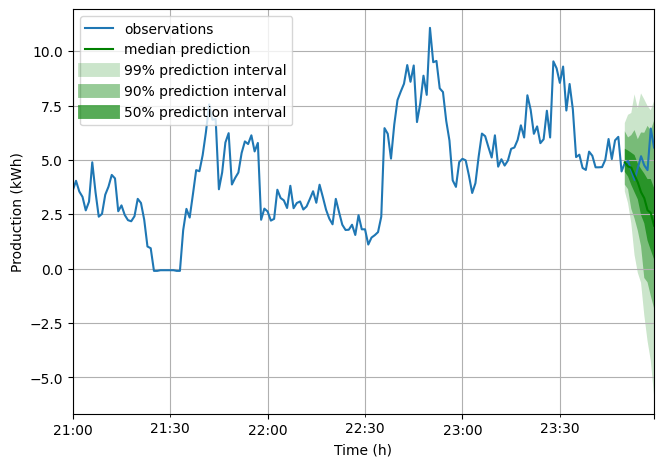 observations
median prediction
99% prediction interval
90% prediction interval
50% prediction interval
10.0
7.5
5.0
2.5
0.0
−2.5
−5.0
Production (kWh)
21:00
21:30
22:00
22:30
23:00
23:30
Time (h)